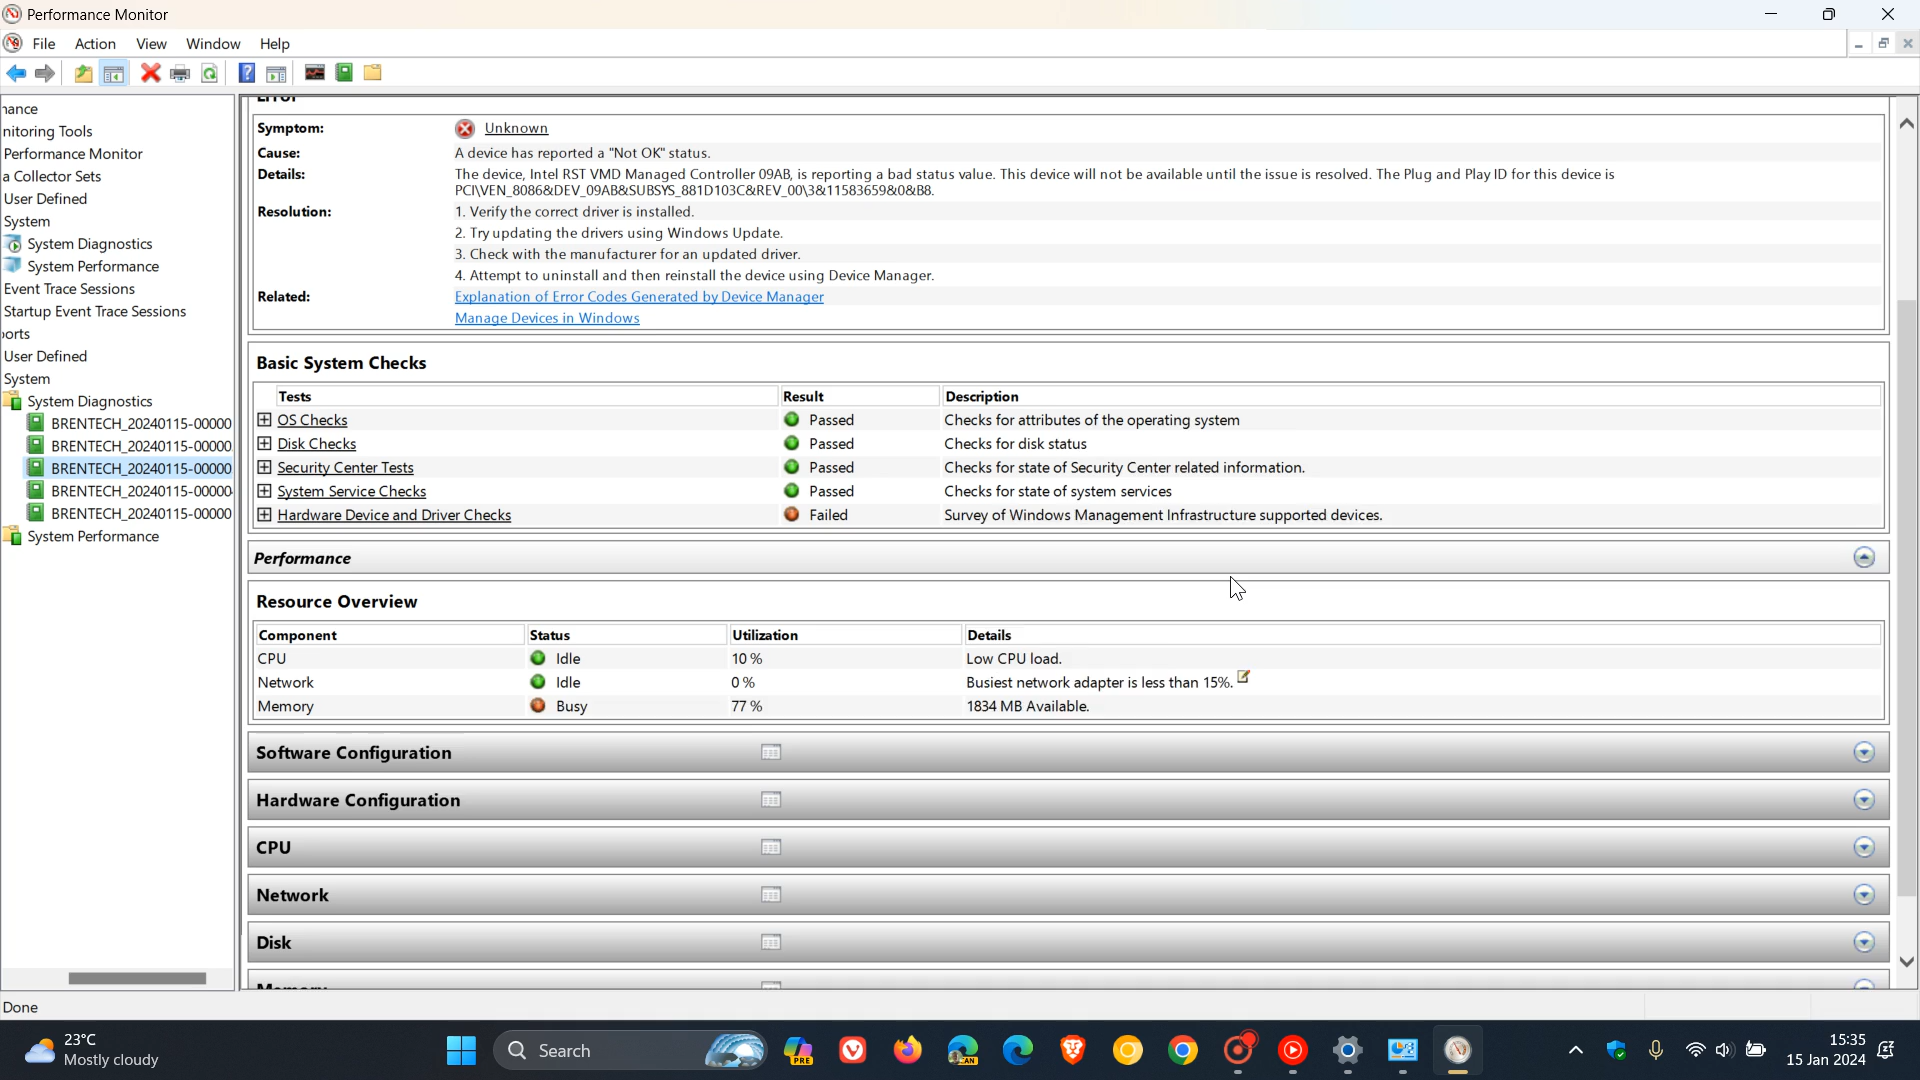 Performance Monitor
File Action View Window Help
nitoring Tools
Performance Monitor
a Collector Sets
User Defined
System
System Diagnostics
System Performance
Event Trace Sessions
Startup Event Trace Sessions
User Defined
System
System Diagnostics
BRENTECH_20240115-00000
BRENTECH_20240115-00000
BRENTECH_20240115-00000
BRENTECH_20240115-00000
BRENTECH_20240115-00000
System Performance
Error
Symptom: Unknown
Cause: A device has reported a "Not OK" status.
Details: The device, Intel RST VMD Managed Controller 09AB, is reporting a bad status value. This device will not be available until the issue is resolved. The Plug and Play ID for this device is
PCI\VEN_8086&DEV_09AB&SUBSYS_881D103C&REV_00\3&11583659&0&B8.
Resolution: 1. Verify the correct driver is installed.
2. Try updating the drivers using Windows Update.
3. Check with the manufacturer for an updated driver.
4. Attempt to uninstall and then reinstall the device using Device Manager.
Related: Explanation of Error Codes Generated by Device Manager
Manage Devices in Windows
Basic System Checks
Tests Result Description
OS Checks Passed Checks for attributes of the operating system
Disk Checks Passed Checks for disk status
Security Center Tests Passed Checks for state of Security Center related information.
System Service Checks Passed Checks for state of system services
Hardware Device and Driver Checks Failed Survey of Windows Management Infrastructure supported devices.
Performance
Resource Overview
Component Status Utilization Details
CPU Idle 10 % Low CPU load.
Network Idle 0 % Busiest network adapter is less than 15%.
Memory Busy 77 % 1834 MB Available.
Software Configuration
Hardware Configuration
CPU
Network
Disk
Memory
Done
23°C
Mostly cloudy
Search
PRE
CAN
15:35
15 Jan 2024